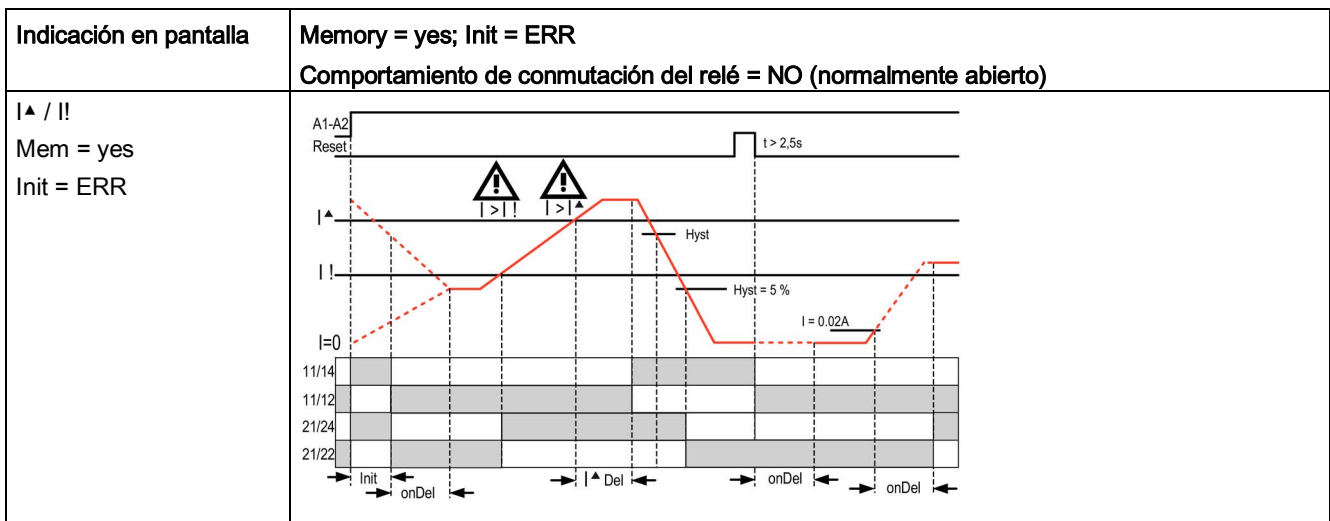 Indicación en pantalla
Memory = yes; Init = ERR
Comportamiento de conmutación del relé = NO (normalmente abierto)
I▲ / I!
Mem = yes
Init = ERR
A1-A2
Reset
t > 2,5s
I > I !
I > I▲
I▲
Hyst
I !
Hyst = 5 %
I = 0.02A
I=0
11/14
11/12
21/24
21/22
Init
I▲ Del
onDel
onDel
onDel